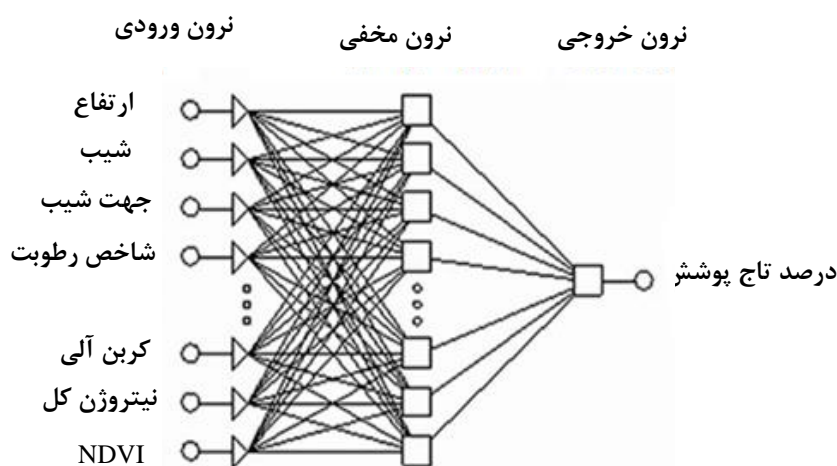 نرون ورودی
نرون مخفی
نرون خروجی
ارتفاع
شیب
جهت شیب
شاخص رطوبت
کربن آلی
نیتروژن کل
NDVI
درصد تاج پوشش